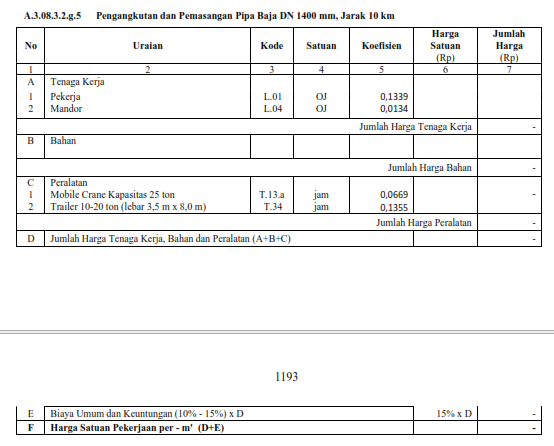 A.3.08.3.2.g.5 Pengangkutan dan Pemasangan Pipa Baja DN 1400 mm, Jarak 10 km
No Uraian Kode Satuan Koefisien Harga Satuan (Rp) Jumlah Harga (Rp)
1 2 3 4 5 6 7
A Tenaga Kerja
1 Pekerja L.01 OJ 0,1339
2 Mandor L.04 OJ 0,0134
Jumlah Harga Tenaga Kerja -
B Bahan
Jumlah Harga Bahan -
C Peralatan
1 Mobile Crane Kapasitas 25 ton T.13.a jam 0,0669 -
2 Trailer 10-20 ton (lebar 3,5 m x 8,0 m) T.34 jam 0,1355
Jumlah Harga Peralatan -
D Jumlah Harga Tenaga Kerja, Bahan dan Peralatan (A+B+C) -
1193
E Biaya Umum dan Keuntungan (10% - 15%) x D 15% x D -
F Harga Satuan Pekerjaan per - m' (D+E) -